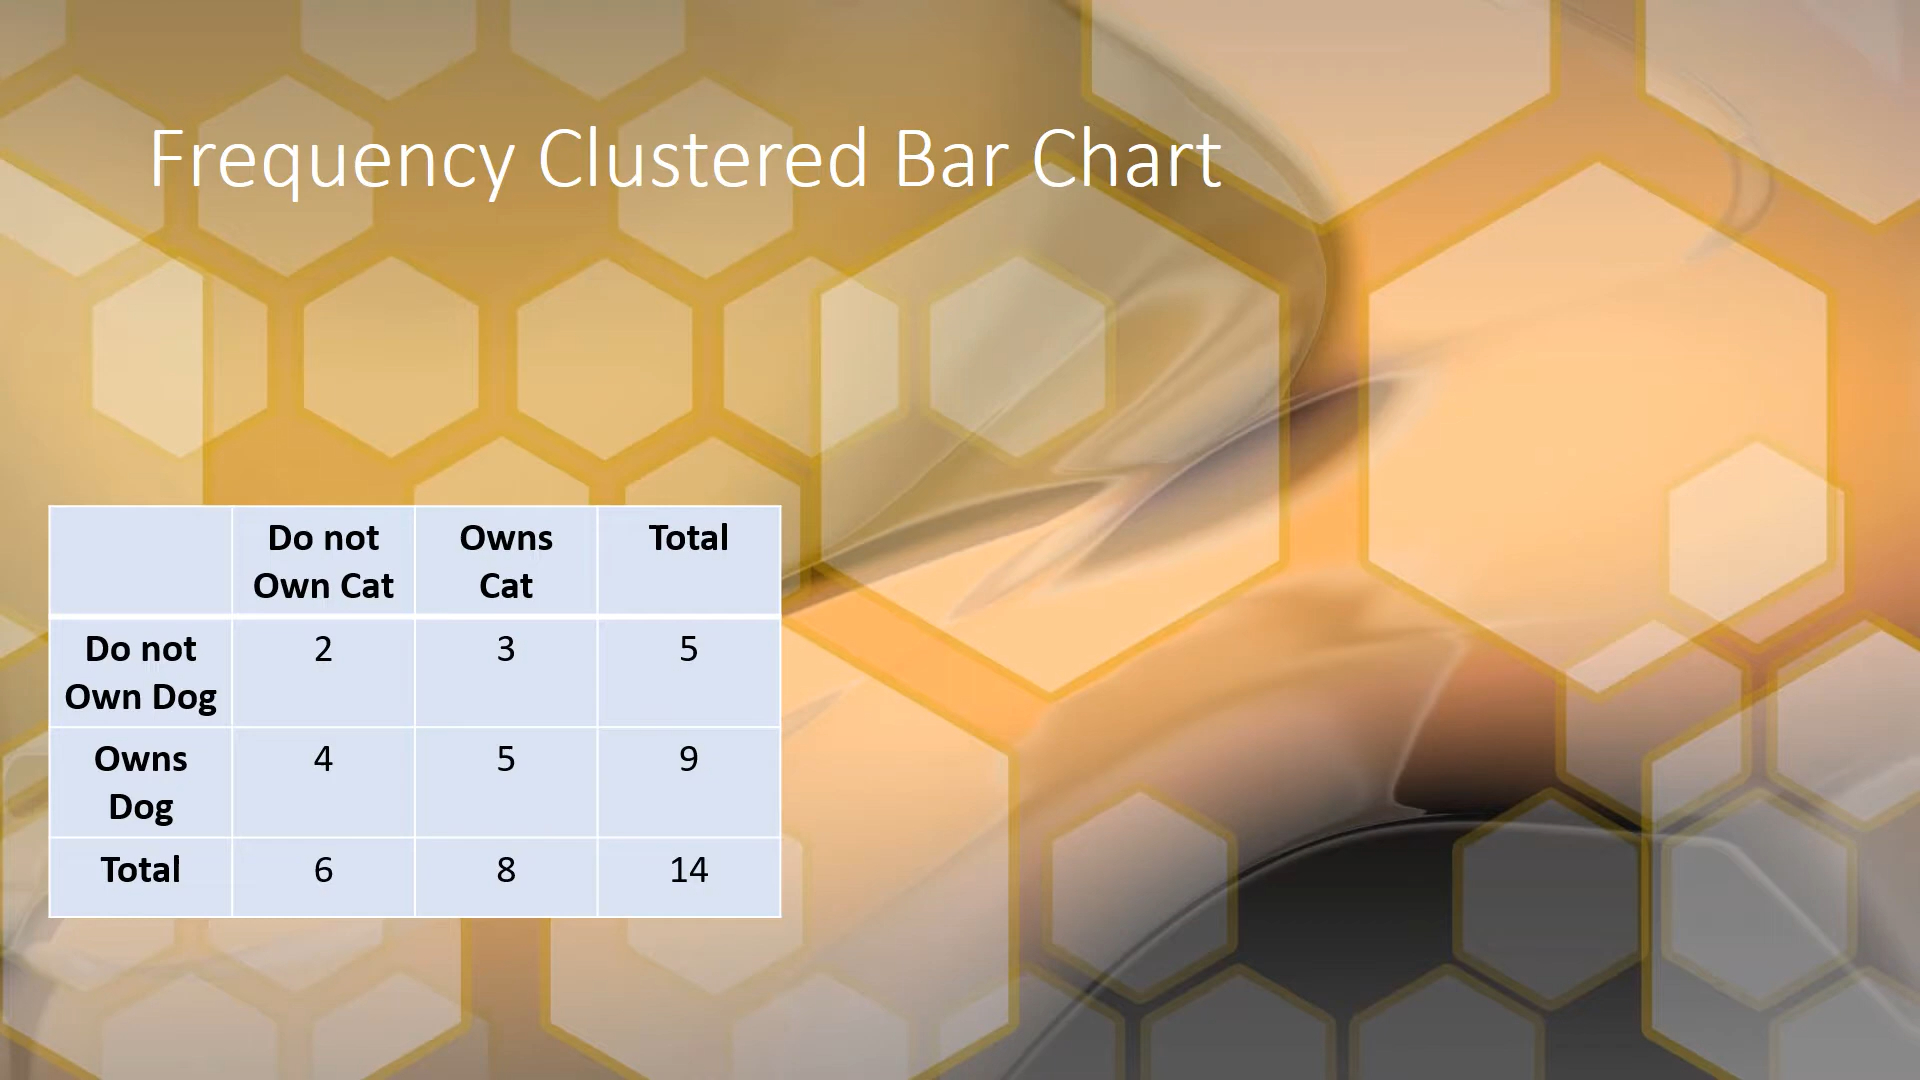 Frequency Clustered Bar Chart
Do not Own Cat Owns Cat Total
Do not Own Dog 2 3 5
Owns Dog 4 5 9
Total 6 8 14